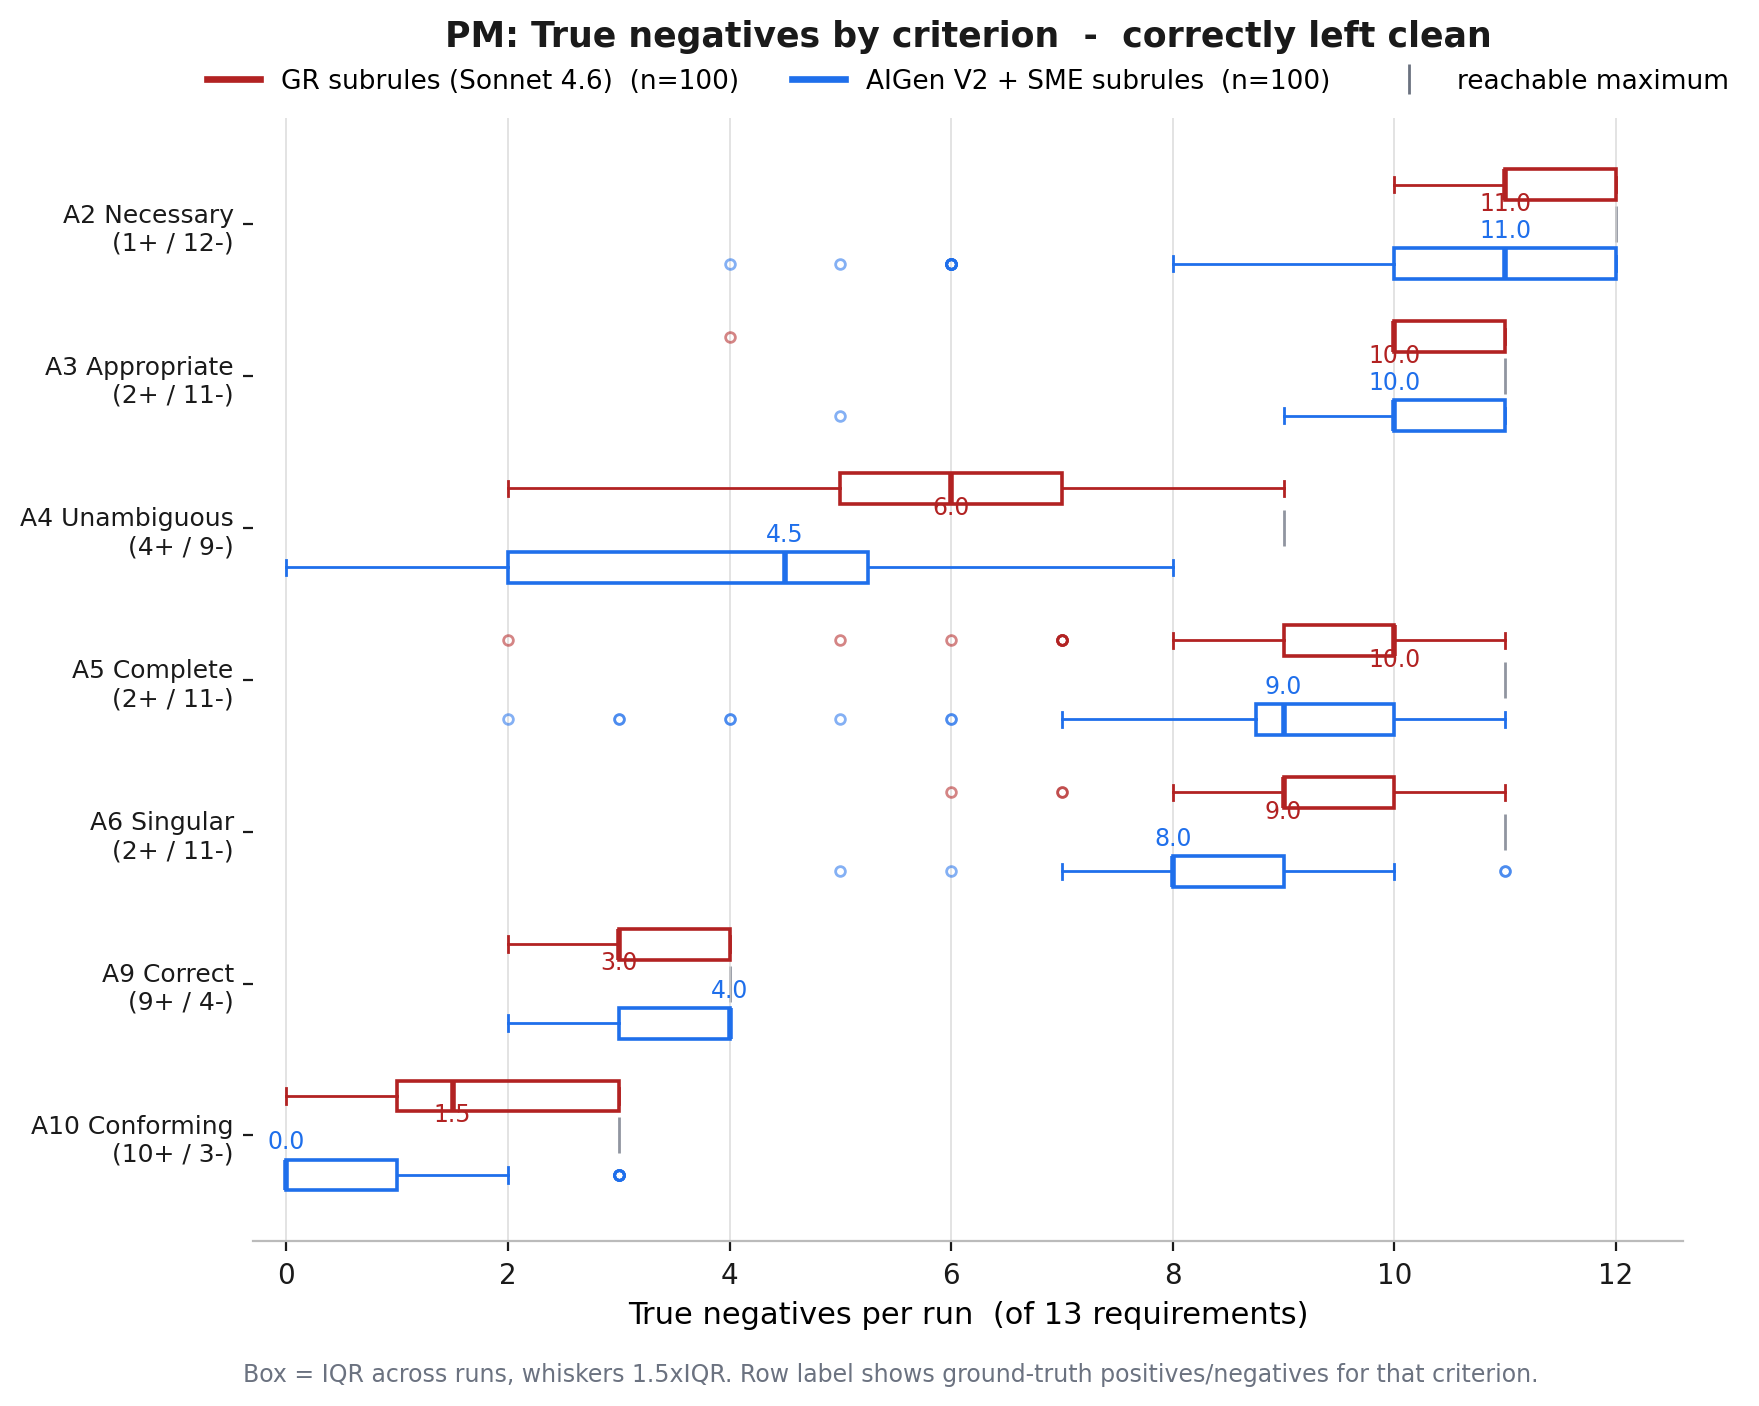 PM: True negatives by criterion  -  correctly left clean
GR subrules (Sonnet 4.6)  (n=100)
AIGen V2 + SME subrules  (n=100)
reachable maximum
A2 Necessary
(1+ / 12-)
11.0
11.0
A3 Appropriate
(2+ / 11-)
10.0
10.0
A4 Unambiguous
(4+ / 9-)
6.0
4.5
A5 Complete
(2+ / 11-)
10.0
9.0
A6 Singular
(2+ / 11-)
9.0
8.0
A9 Correct
(9+ / 4-)
3.0
4.0
A10 Conforming
(10+ / 3-)
1.5
0.0
0 2 4 6 8 10 12
True negatives per run  (of 13 requirements)
Box = IQR across runs, whiskers 1.5xIQR. Row label shows ground-truth positives/negatives for that criterion.